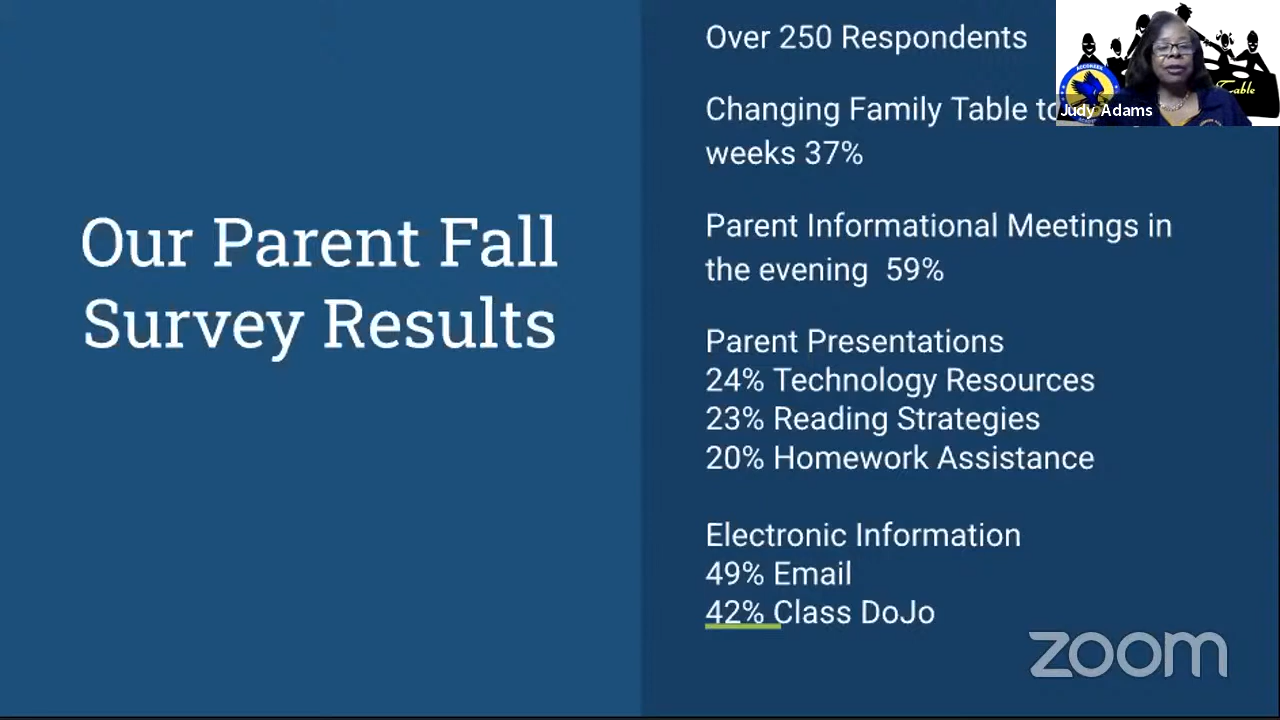 Our Parent Fall
Survey Results
Over 250 Respondents
Changing Family Table to
weeks 37%
Parent Informational Meetings in
the evening 59%
Parent Presentations
24% Technology Resources
23% Reading Strategies
20% Homework Assistance
Electronic Information
49% Email
42% Class DoJo
Table
Judy Adams
zoom